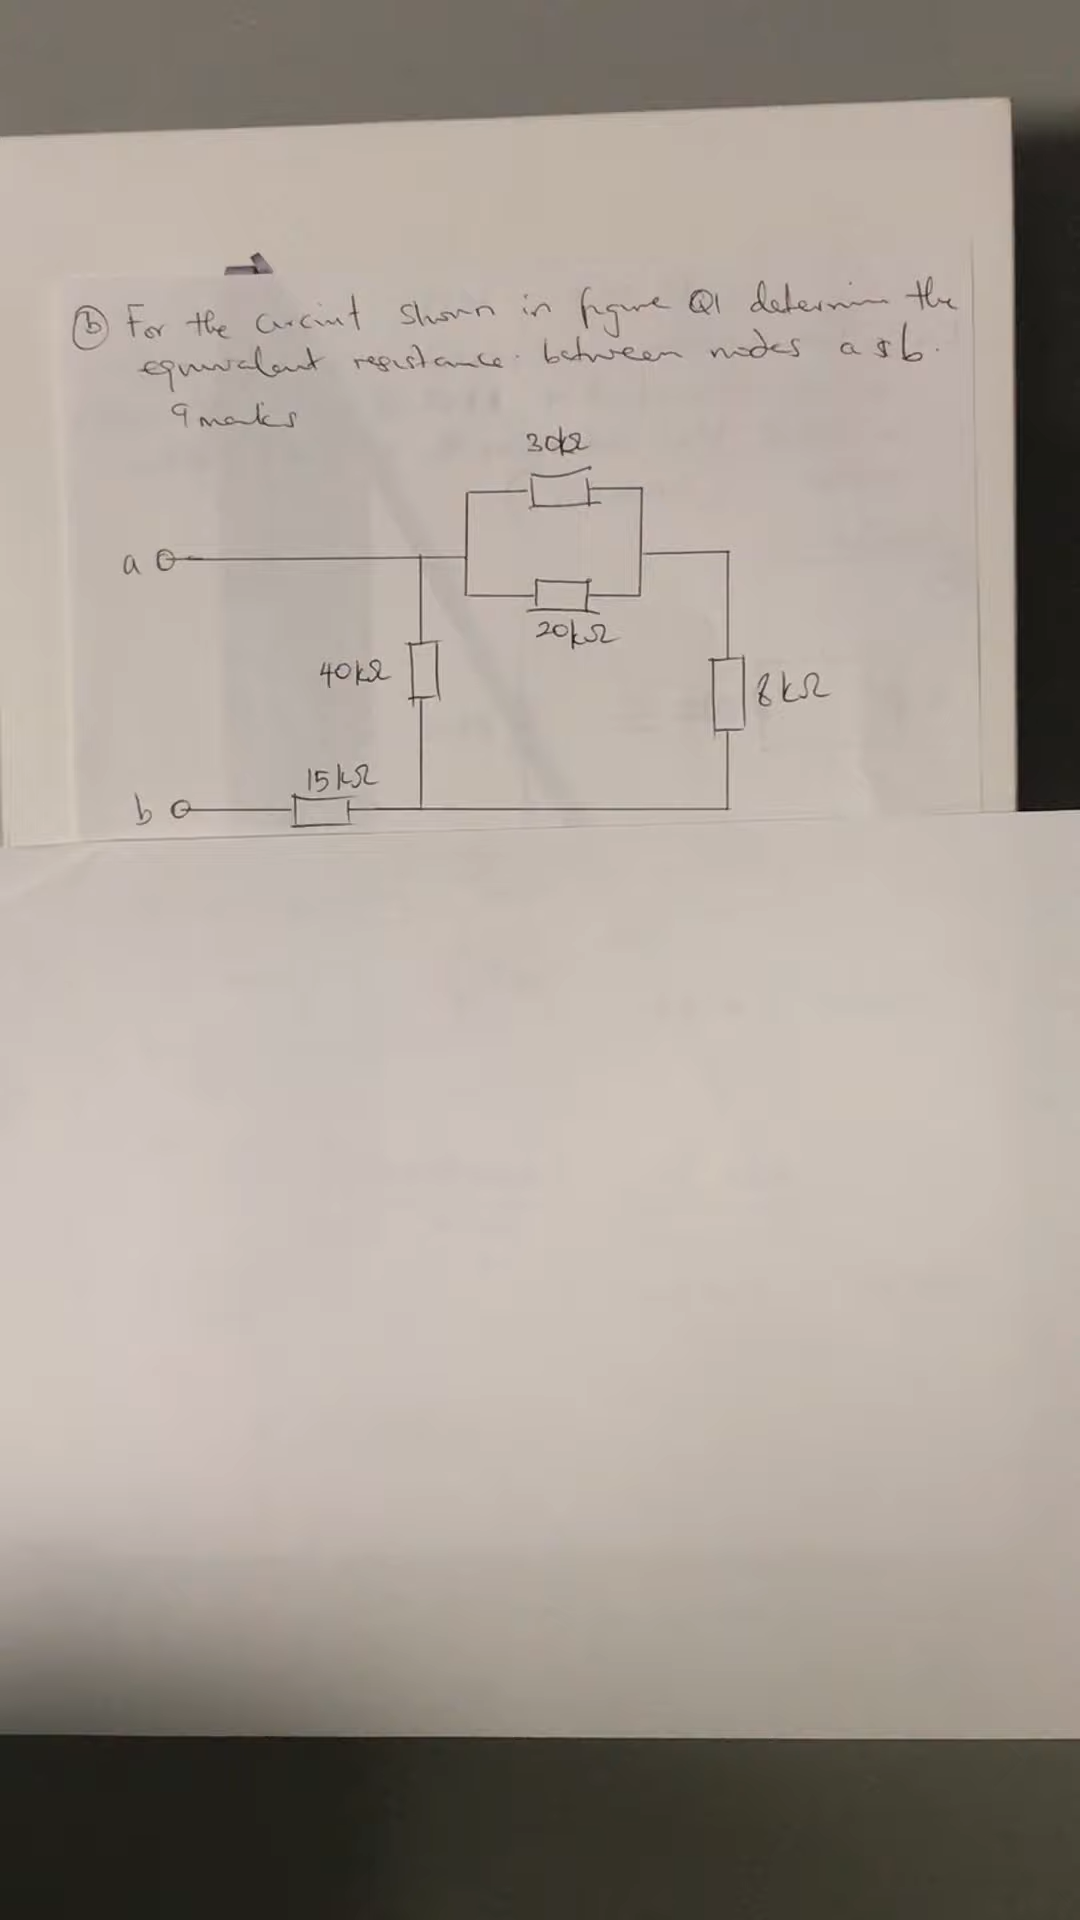 (b) For the circuit shown in figure Q1 determin the
equivalent resistance between nodes a & b.
9 marks
30kΩ
a
20kΩ
40kΩ
8kΩ
15kΩ
b